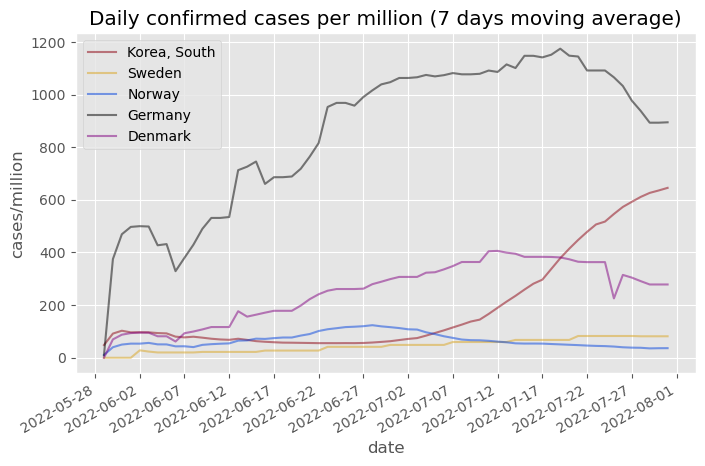 Daily confirmed cases per million (7 days moving average)
1200
1000
800
600
400
200
0
cases/million
Korea, South
Sweden
Norway
Germany
Denmark
2022-05-28
2022-06-02
2022-06-07
2022-06-12
2022-06-17
2022-06-22
2022-06-27
2022-07-02
2022-07-07
2022-07-12
2022-07-17
2022-07-22
2022-07-27
2022-08-01
date